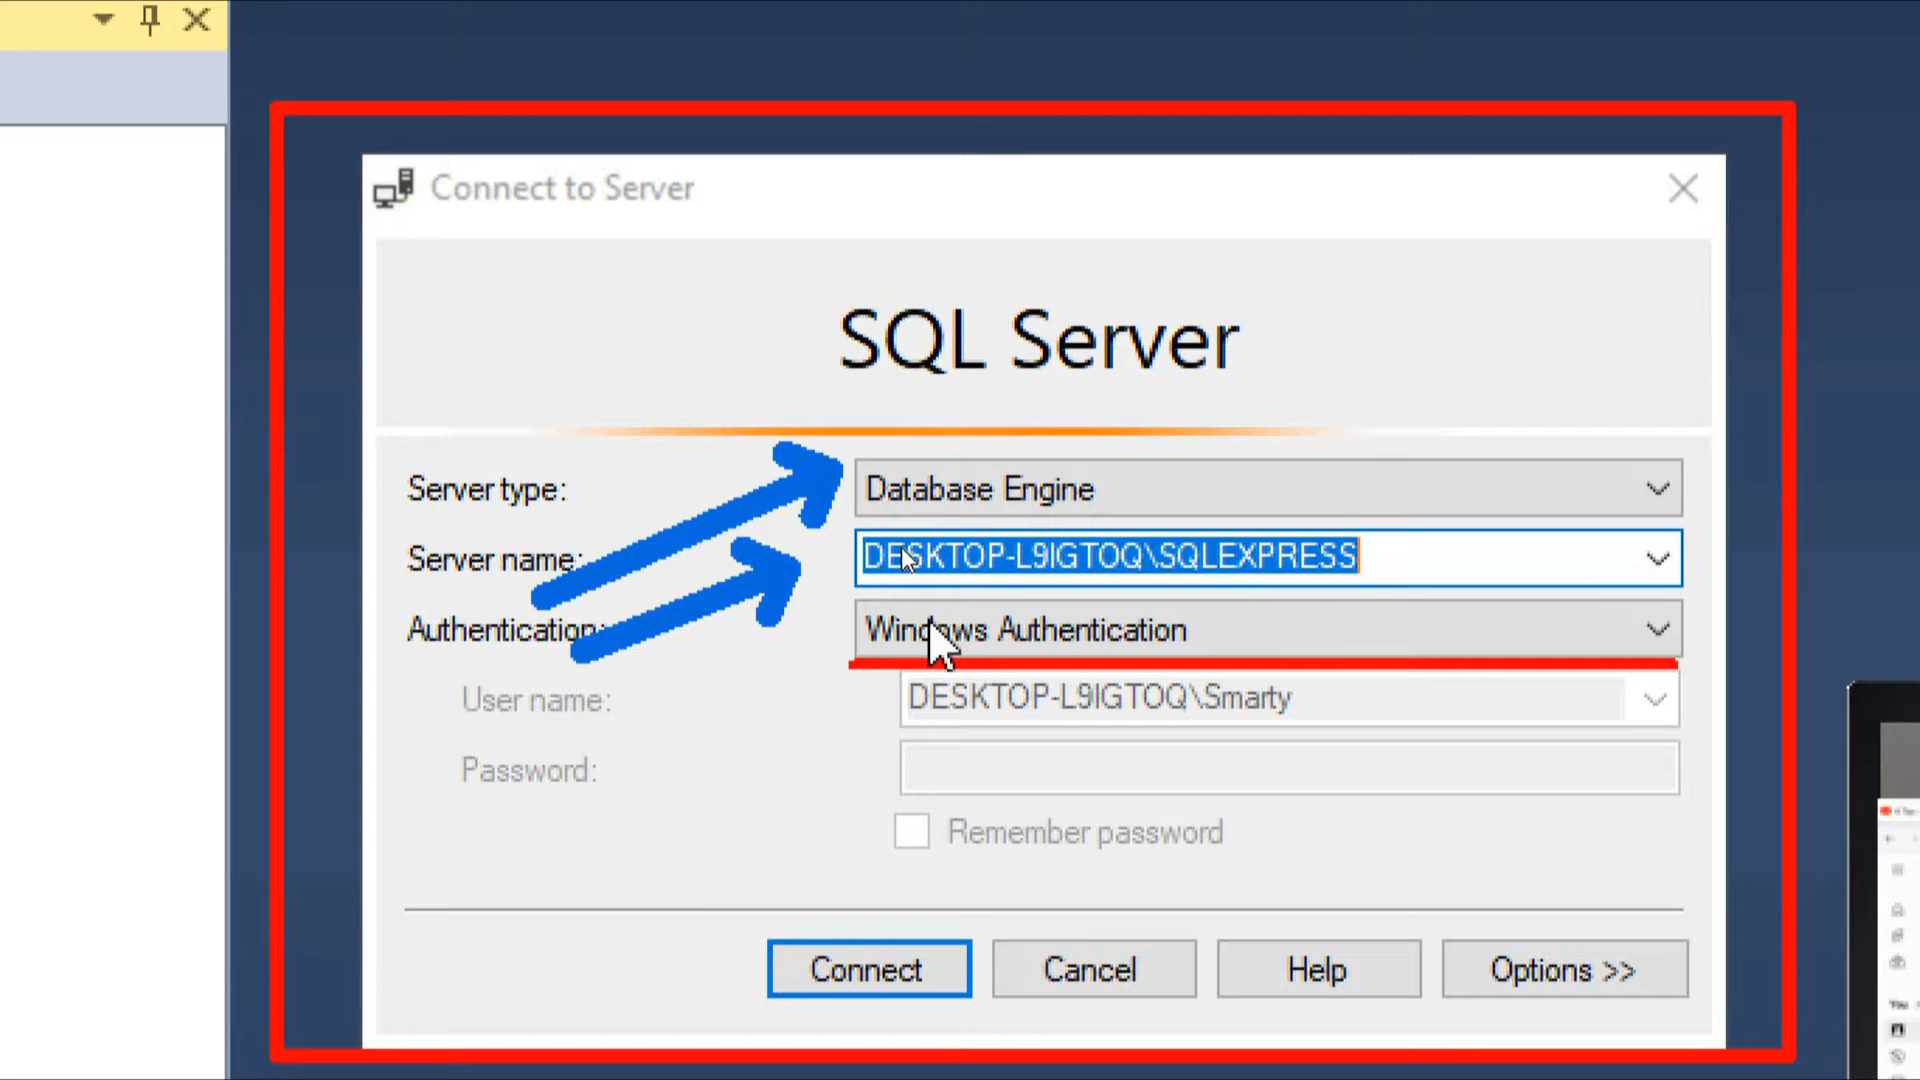 Connect to Server
SQL Server
Server type: Database Engine
Server name: DESKTOP-L9IGTOQ\SQLEXPRESS
Authentication: Windows Authentication
User name: DESKTOP-L9IGTOQ\Smarty
Password:
Remember password
Connect Cancel Help Options >>
You